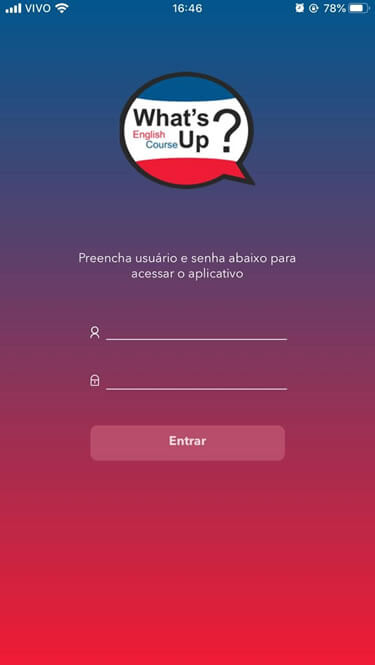 VIVO 16:46 78%
What's
English
Course Up ?
Preencha usuário e senha abaixo para
acessar o aplicativo
Entrar